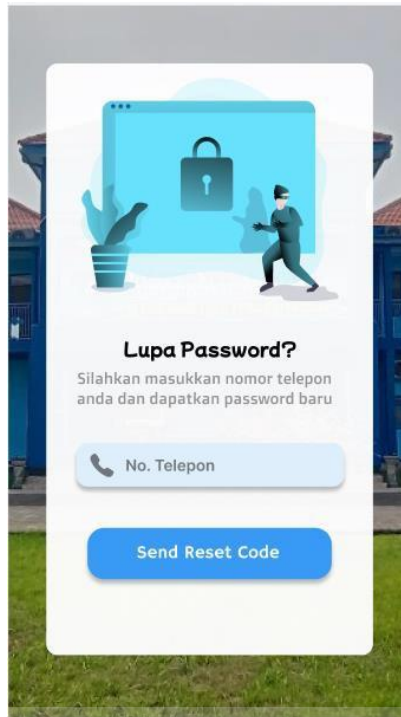 Lupa Password?
Silahkan masukkan nomor telepon
anda dan dapatkan password baru
No. Telepon
Send Reset Code